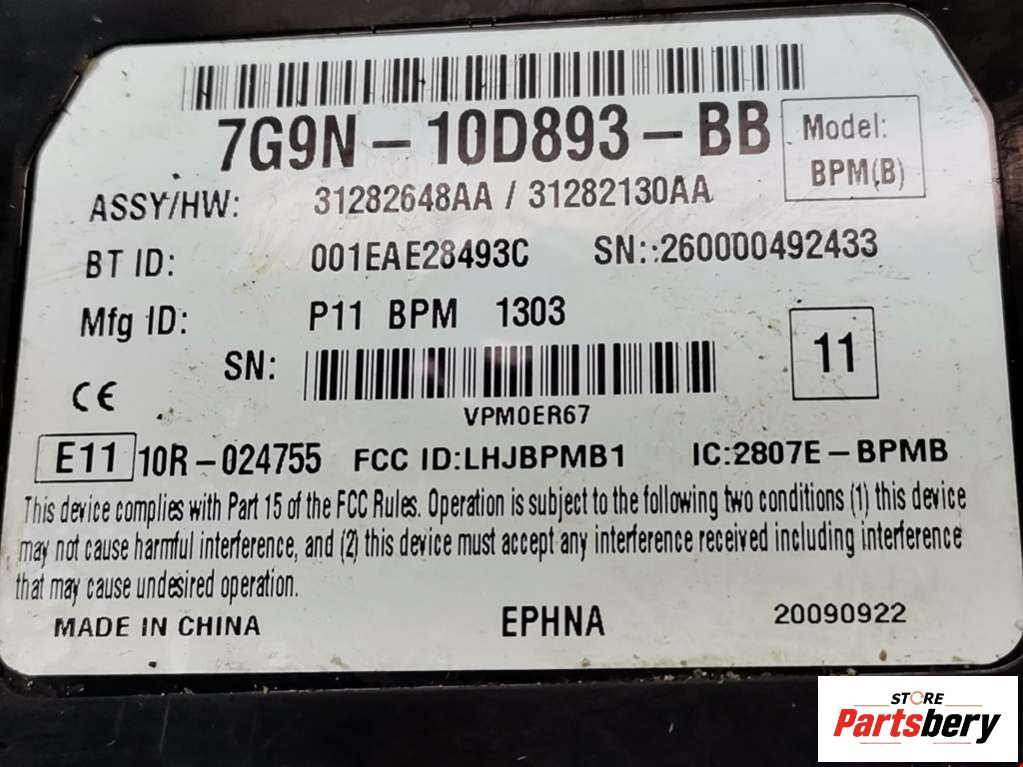 7G9N - 10D893 - BB
Model:
BPM(B)
ASSY/HW: 31282648AA / 31282130AA
BT ID: 001EAE28493C SN: :260000492433
Mfg ID: P11 BPM 1303
SN:
11
VPM0ER67
CE
E11 10R-024755 FCC ID:LHJBPMB1 IC:2807E-BPMB
This device complies with Part 15 of the FCC Rules. Operation is subject to the following two conditions (1) this device
may not cause harmful interference, and (2) this device must accept any interference received including interference
that may cause undesired operation.
MADE IN CHINA EPHNA 20090922
STORE
Partsbery